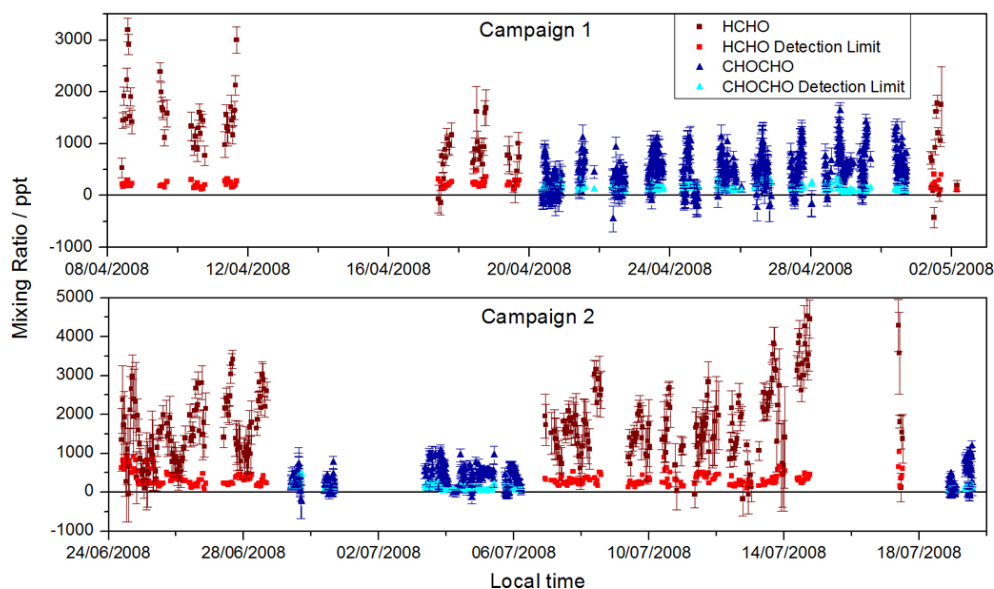 Mixing Ratio / ppt
Campaign 1
HCHO
HCHO Detection Limit
CHOCHO
CHOCHO Detection Limit
3000
2000
1000
0
-1000
08/04/2008 12/04/2008 16/04/2008 20/04/2008 24/04/2008 28/04/2008 02/05/2008
Campaign 2
5000
4000
3000
2000
1000
0
-1000
24/06/2008 28/06/2008 02/07/2008 06/07/2008 10/07/2008 14/07/2008 18/07/2008
Local time